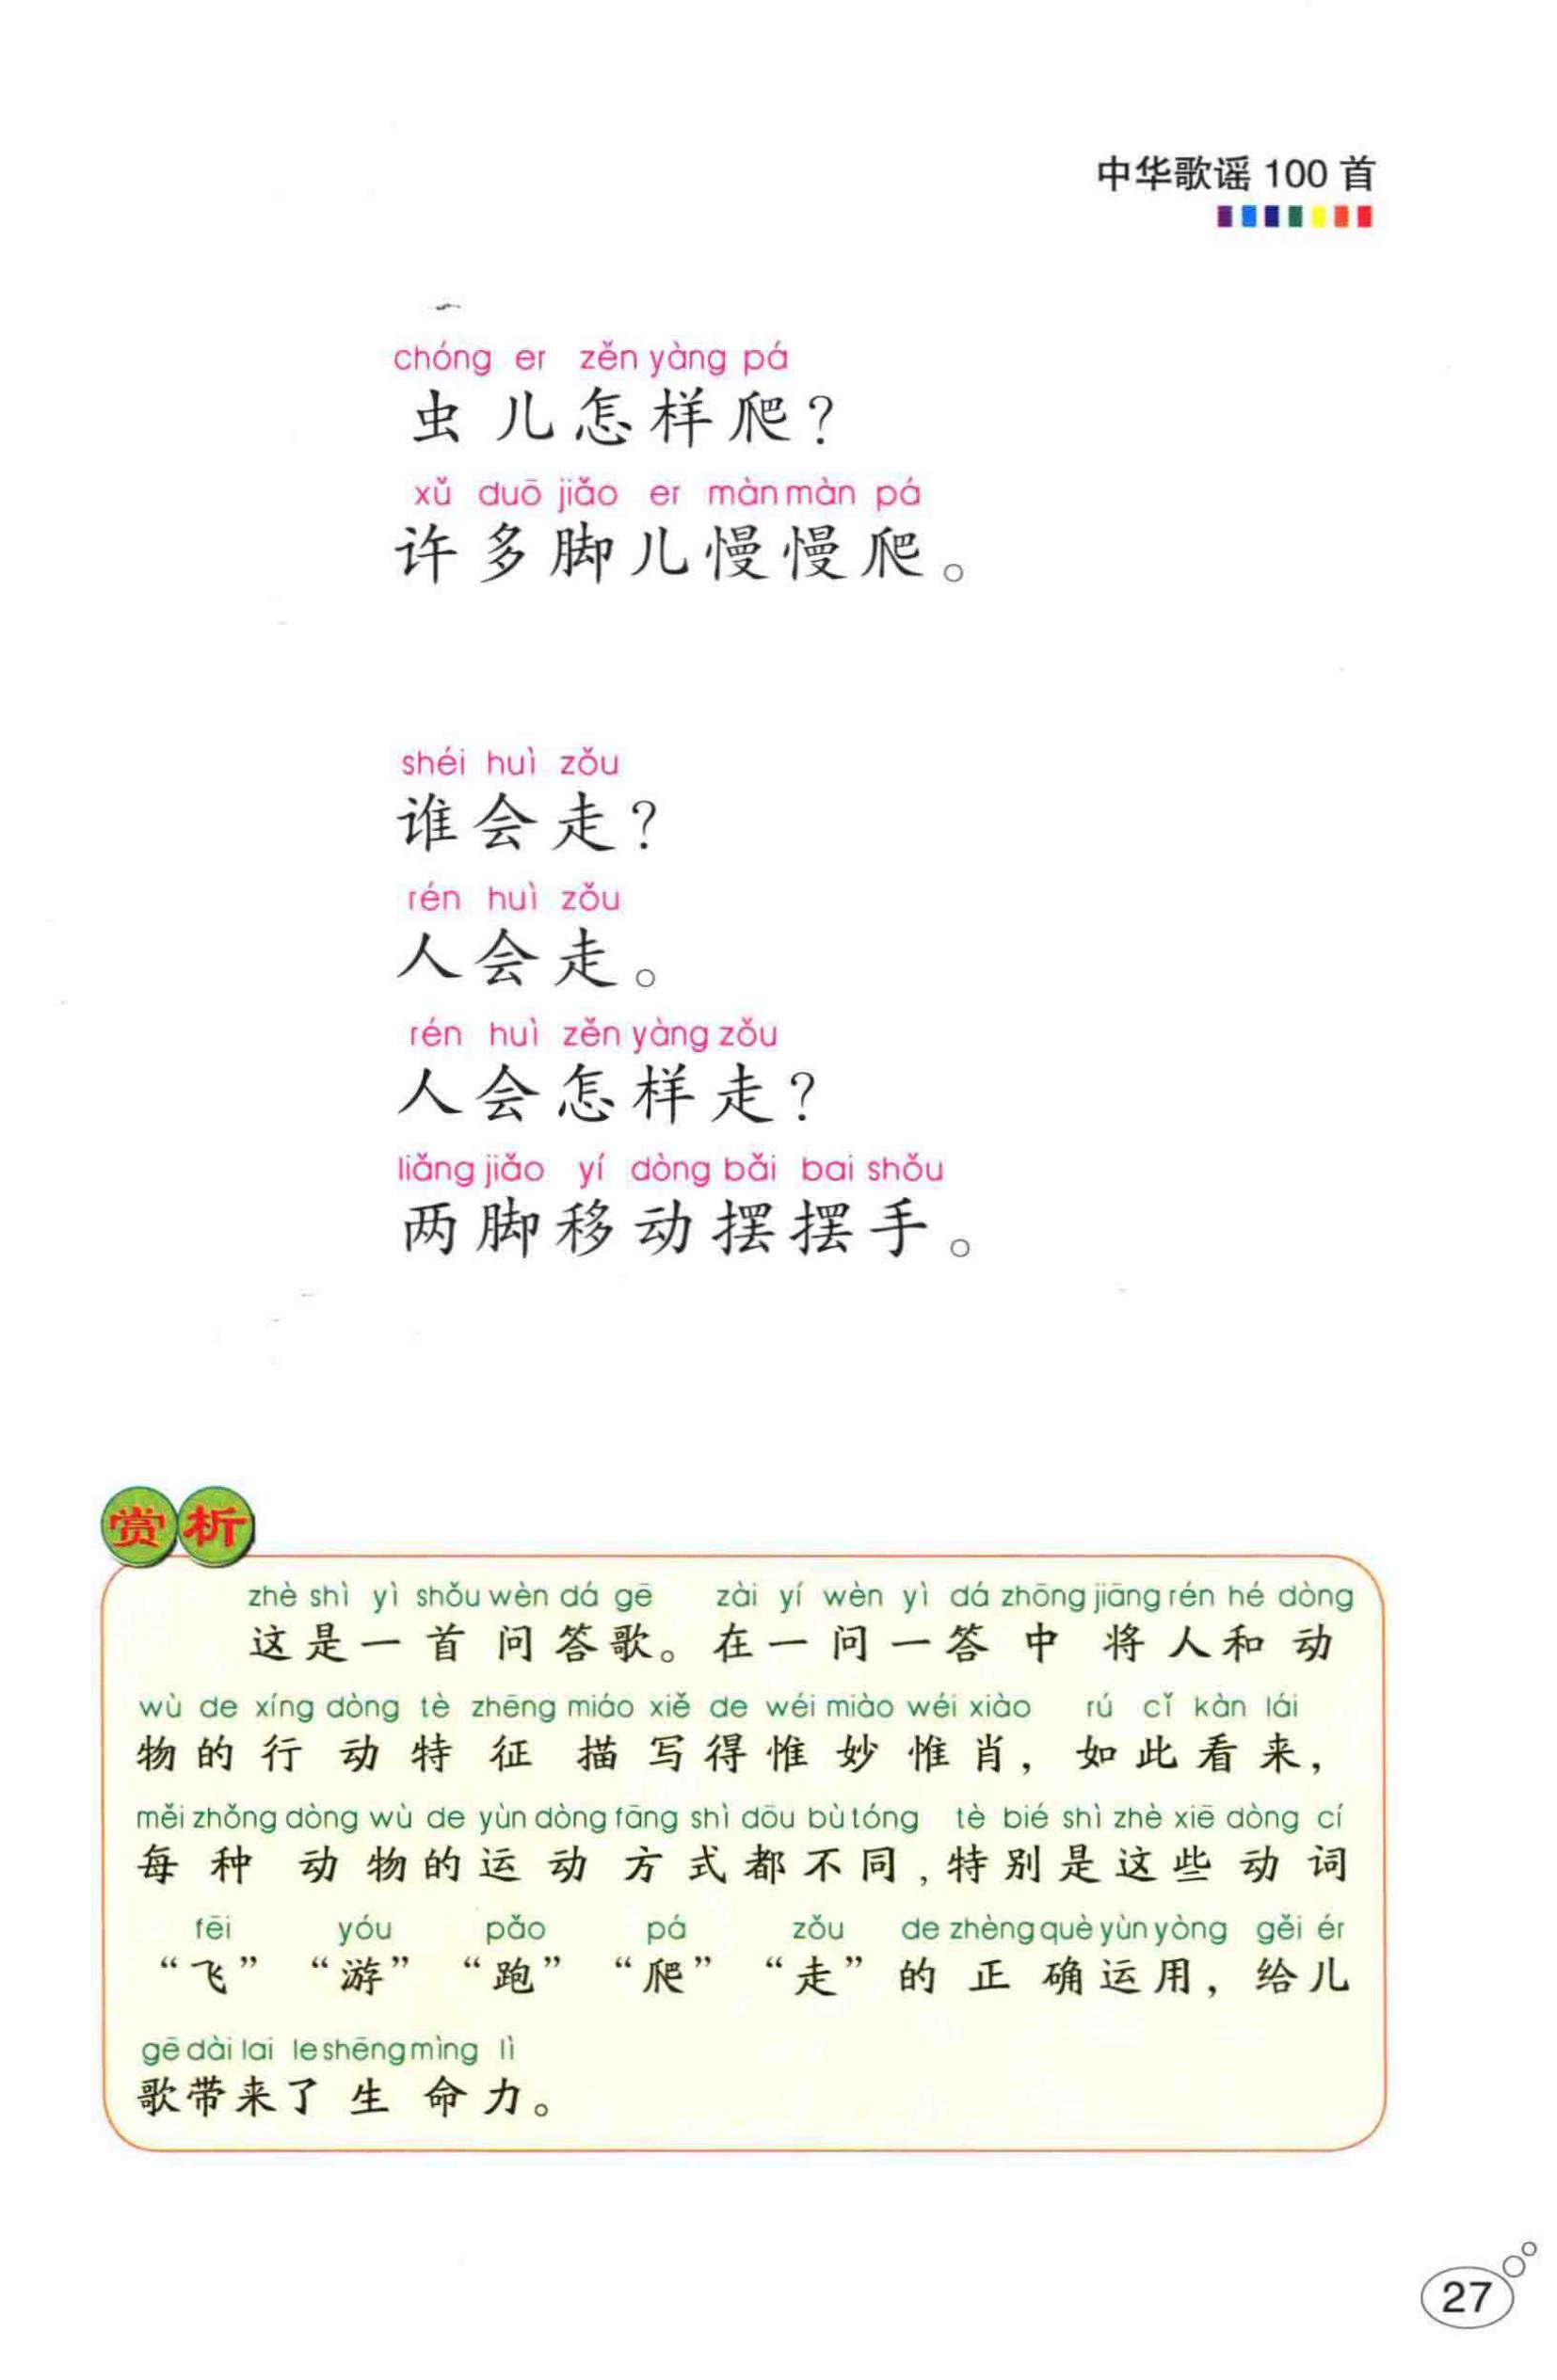 中华歌谣 100 首
chóng er zěn yàng pá
虫儿怎样爬？
xǔ duō jiǎo er màn màn pá
许多脚儿慢慢爬。
shéi huì zǒu
谁会走？
rén huì zǒu
人会走。
rén huì zěn yàng zǒu
人会怎样走？
liǎng jiǎo yí dòng bǎi bai shǒu
两脚移动摆摆手。
赏析
zhè shì yì shǒu wèn dá gē zài yí wèn yì dá zhōng jiāng rén hé dòng
这是一首问答歌。在一问一答中将人和动
wù de xíng dòng tè zhēng miáo xiě de wéi miào wéi xiào rú cǐ kàn lái
物的行动特征描写得惟妙惟肖，如此看来，
měi zhǒng dòng wù de yùn dòng fāng shì dōu bù tóng tè bié shì zhè xiē dòng cí
每种动物的运动方式都不同，特别是这些动词
fēi yóu pǎo pá zǒu de zhèng què yùn yòng gěi ér
“飞”“游”“跑”“爬”“走”的正确运用，给儿
gē dài lai le shēng mìng lì
歌带来了生命力。
27